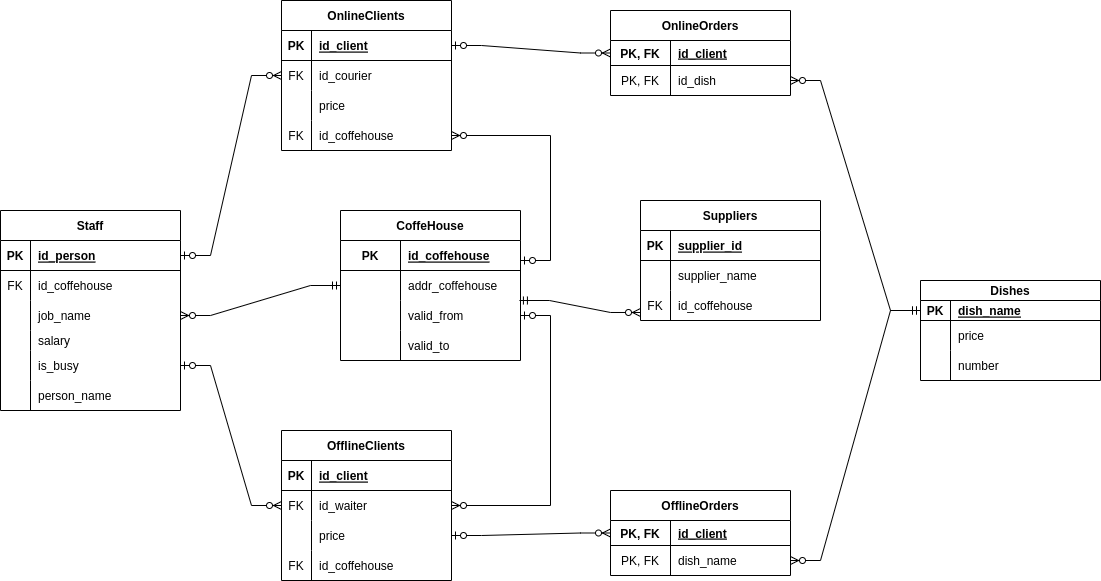 OnlineClients
PK id_client
FK id_courier
price
FK id_coffehouse
OnlineOrders
PK, FK id_client
PK, FK id_dish
Staff
PK id_person
FK id_coffehouse
job_name
salary
is_busy
person_name
CoffeHouse
PK id_coffehouse
addr_coffehouse
valid_from
valid_to
Suppliers
PK supplier_id
supplier_name
FK id_coffehouse
Dishes
PK dish_name
price
number
OfflineClients
PK id_client
FK id_waiter
price
FK id_coffehouse
OfflineOrders
PK, FK id_client
PK, FK dish_name